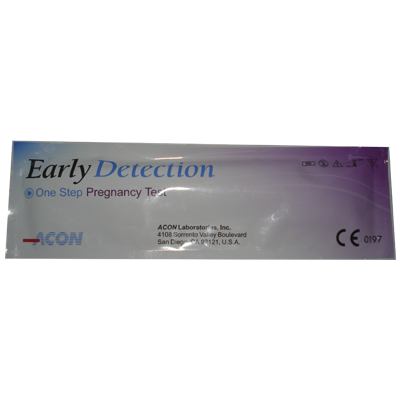 Early Detection
One Step Pregnancy Test
ACON
ACON Laboratories, Inc.
4108 Sorrento Valley Boulevard
San Diego, CA 92121, U.S.A.
CE 0197